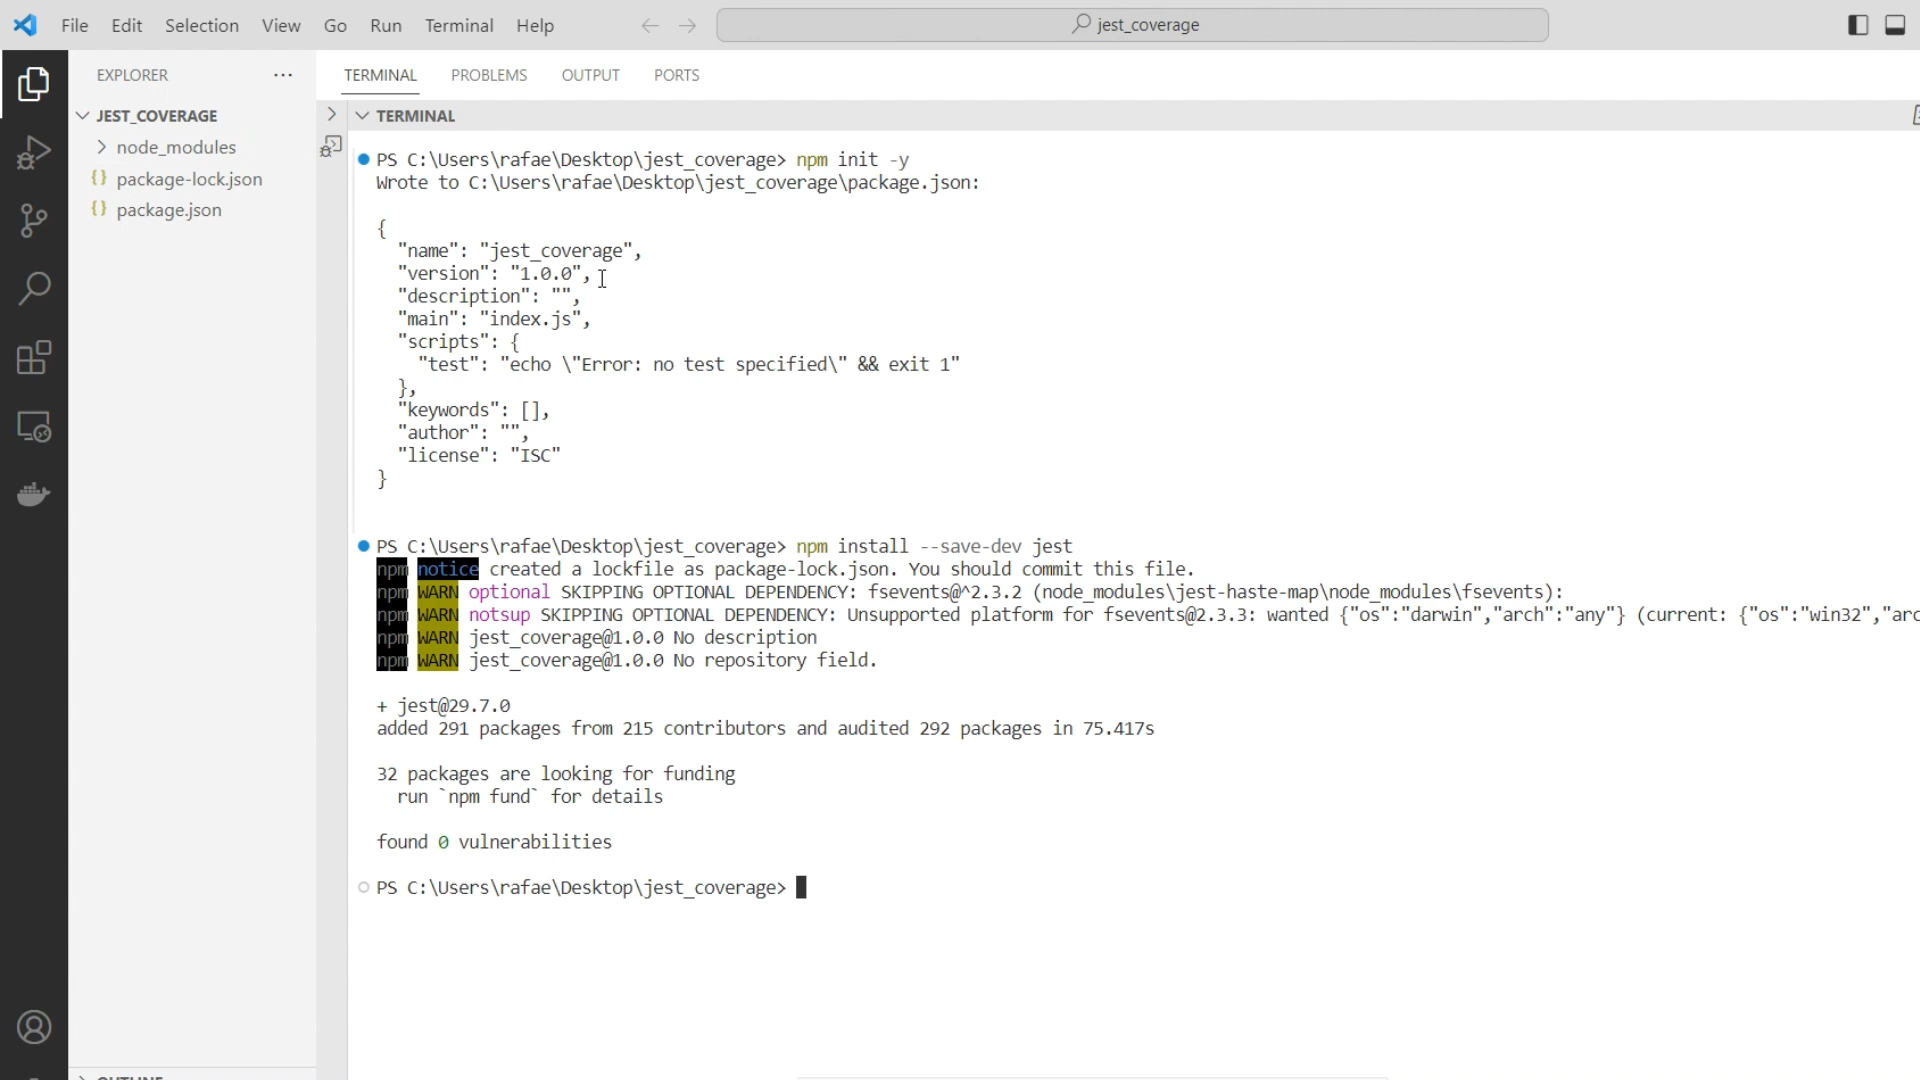 File Edit Selection View Go Run Terminal Help
jest_coverage
EXPLORER
JEST_COVERAGE
node_modules
package-lock.json
package.json
OUTLINE
TERMINAL PROBLEMS OUTPUT PORTS
TERMINAL
PS C:\Users\rafae\Desktop\jest_coverage> npm init -y
Wrote to C:\Users\rafae\Desktop\jest_coverage\package.json:
{
"name": "jest_coverage",
"version": "1.0.0",
"description": "",
"main": "index.js",
"scripts": {
"test": "echo \"Error: no test specified\" && exit 1"
},
"keywords": [],
"author": "",
"license": "ISC"
}
PS C:\Users\rafae\Desktop\jest_coverage> npm install --save-dev jest
npm notice created a lockfile as package-lock.json. You should commit this file.
npm WARN optional SKIPPING OPTIONAL DEPENDENCY: fsevents@^2.3.2 (node_modules\jest-haste-map\node_modules\fsevents):
npm WARN notsup SKIPPING OPTIONAL DEPENDENCY: Unsupported platform for fsevents@2.3.3: wanted {"os":"darwin","arch":"any"} (current: {"os":"win32","arc
npm WARN jest_coverage@1.0.0 No description
npm WARN jest_coverage@1.0.0 No repository field.
+ jest@29.7.0
added 291 packages from 215 contributors and audited 292 packages in 75.417s
32 packages are looking for funding
run `npm fund` for details
found 0 vulnerabilities
PS C:\Users\rafae\Desktop\jest_coverage>